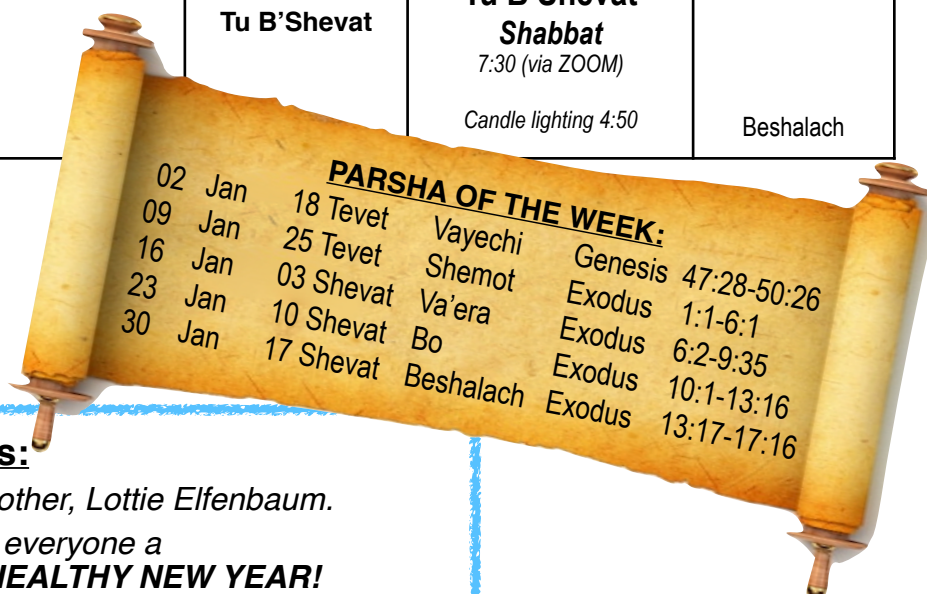 Tu B’Shevat
Tu B’Shevat
Shabbat
7:30 (via ZOOM)
Candle lighting 4:50
Beshalach
PARSHA OF THE WEEK:
02 Jan 18 Tevet Vayechi Genesis 47:28-50:26
09 Jan 25 Tevet Shemot Exodus 1:1-6:1
16 Jan 03 Shevat Va’era Exodus 6:2-9:35
23 Jan 10 Shevat Bo Exodus 10:1-13:16
30 Jan 17 Shevat Beshalach Exodus 13:17-17:16
s:
other, Lottie Elfenbaum.
everyone a
HEALTHY NEW YEAR!